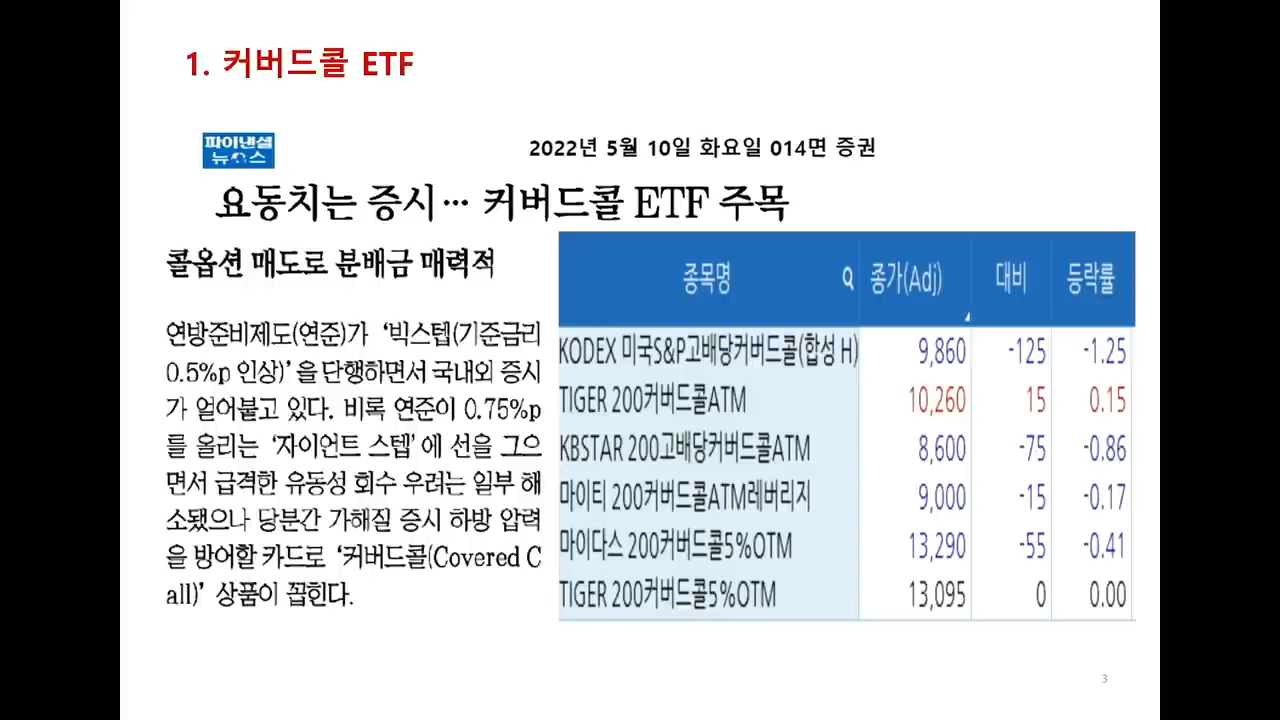 1. 커버드콜 ETF
파이낸셜
뉴스
2022년 5월 10일 화요일 014면 증권
요동치는 증시… 커버드콜 ETF 주목
콜옵션 매도로 분배금 매력적
연방준비제도(연준)가 ‘빅스텝(기준금리
0.5%p 인상)’을 단행하면서 국내외 증시
가 얼어붙고 있다. 비록 연준이 0.75%p
를 올리는 ‘자이언트 스텝’에 선을 그으
면서 급격한 유동성 회수 우려는 일부 해
소됐으나 당분간 가해질 증시 하방 압력
을 방어할 카드로 ‘커버드콜(Covered C
all)’ 상품이 꼽힌다.
종목명 종가(Adj) 대비 등락률
KODEX 미국S&P고배당커버드콜(합성 H) 9,860 -125 -1.25
TIGER 200커버드콜ATM 10,260 15 0.15
KBSTAR 200고배당커버드콜ATM 8,600 -75 -0.86
마이티 200커버드콜ATM레버리지 9,000 -15 -0.17
마이다스 200커버드콜5%OTM 13,290 -55 -0.41
TIGER 200커버드콜5%OTM 13,095 0 0.00
3